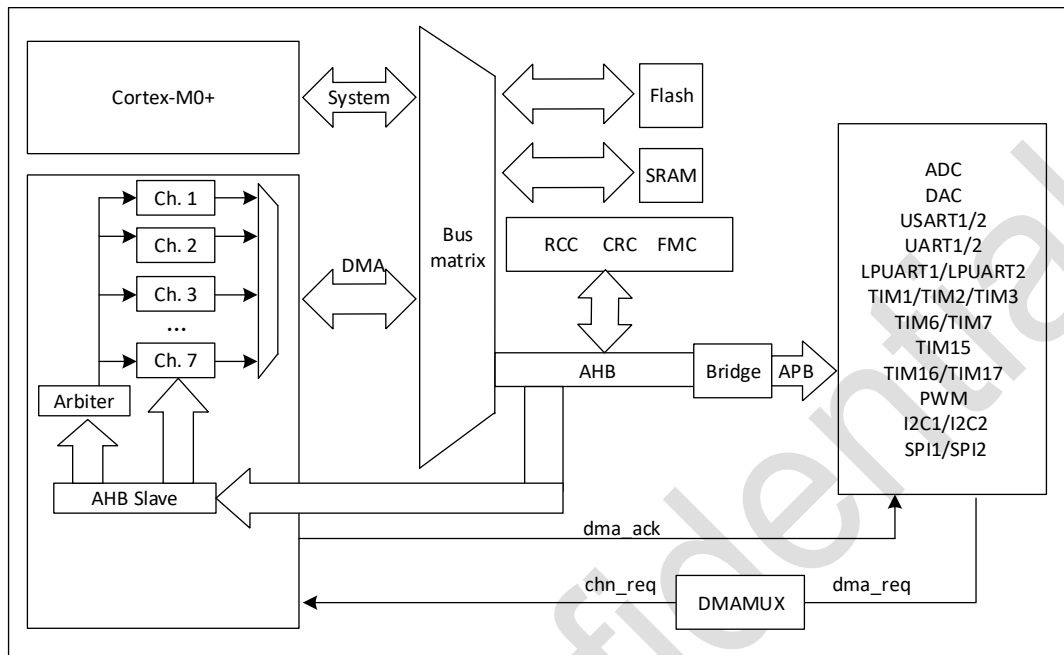 Cortex-M0+
System
Flash
SRAM
Bus
matrix
RCC CRC FMC
Ch. 1
Ch. 2
Ch. 3
...
Ch. 7
DMA
Arbiter
AHB Slave
AHB
Bridge
APB
ADC
DAC
USART1/2
UART1/2
LPUART1/LPUART2
TIM1/TIM2/TIM3
TIM6/TIM7
TIM15
TIM16/TIM17
PWM
I2C1/I2C2
SPI1/SPI2
dma_ack
chn_req
DMAMUX
dma_req
fidential